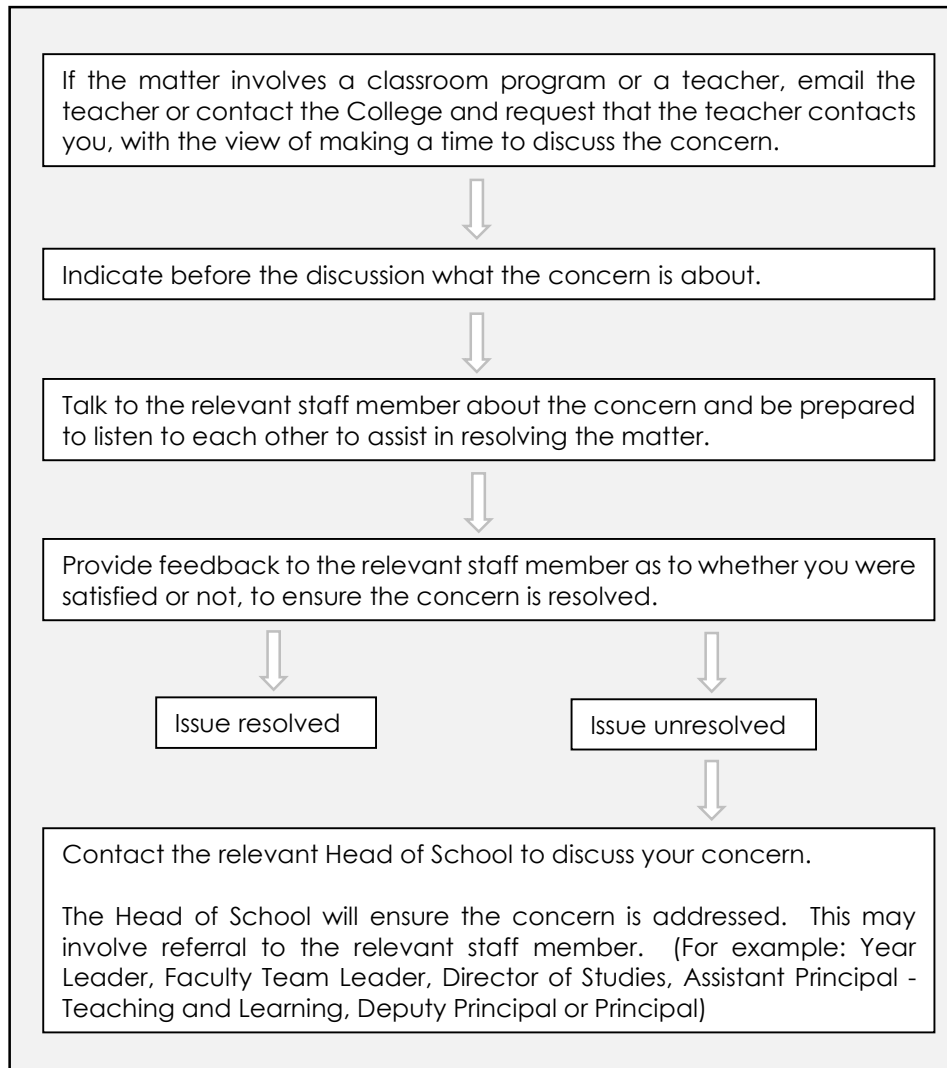 If the matter involves a classroom program or a teacher, email the
teacher or contact the College and request that the teacher contacts
you, with the view of making a time to discuss the concern.
Indicate before the discussion what the concern is about.
Talk to the relevant staff member about the concern and be prepared
to listen to each other to assist in resolving the matter.
Provide feedback to the relevant staff member as to whether you were
satisfied or not, to ensure the concern is resolved.
Issue resolved
Issue unresolved
Contact the relevant Head of School to discuss your concern.
The Head of School will ensure the concern is addressed. This may
involve referral to the relevant staff member. (For example: Year
Leader, Faculty Team Leader, Director of Studies, Assistant Principal -
Teaching and Learning, Deputy Principal or Principal)